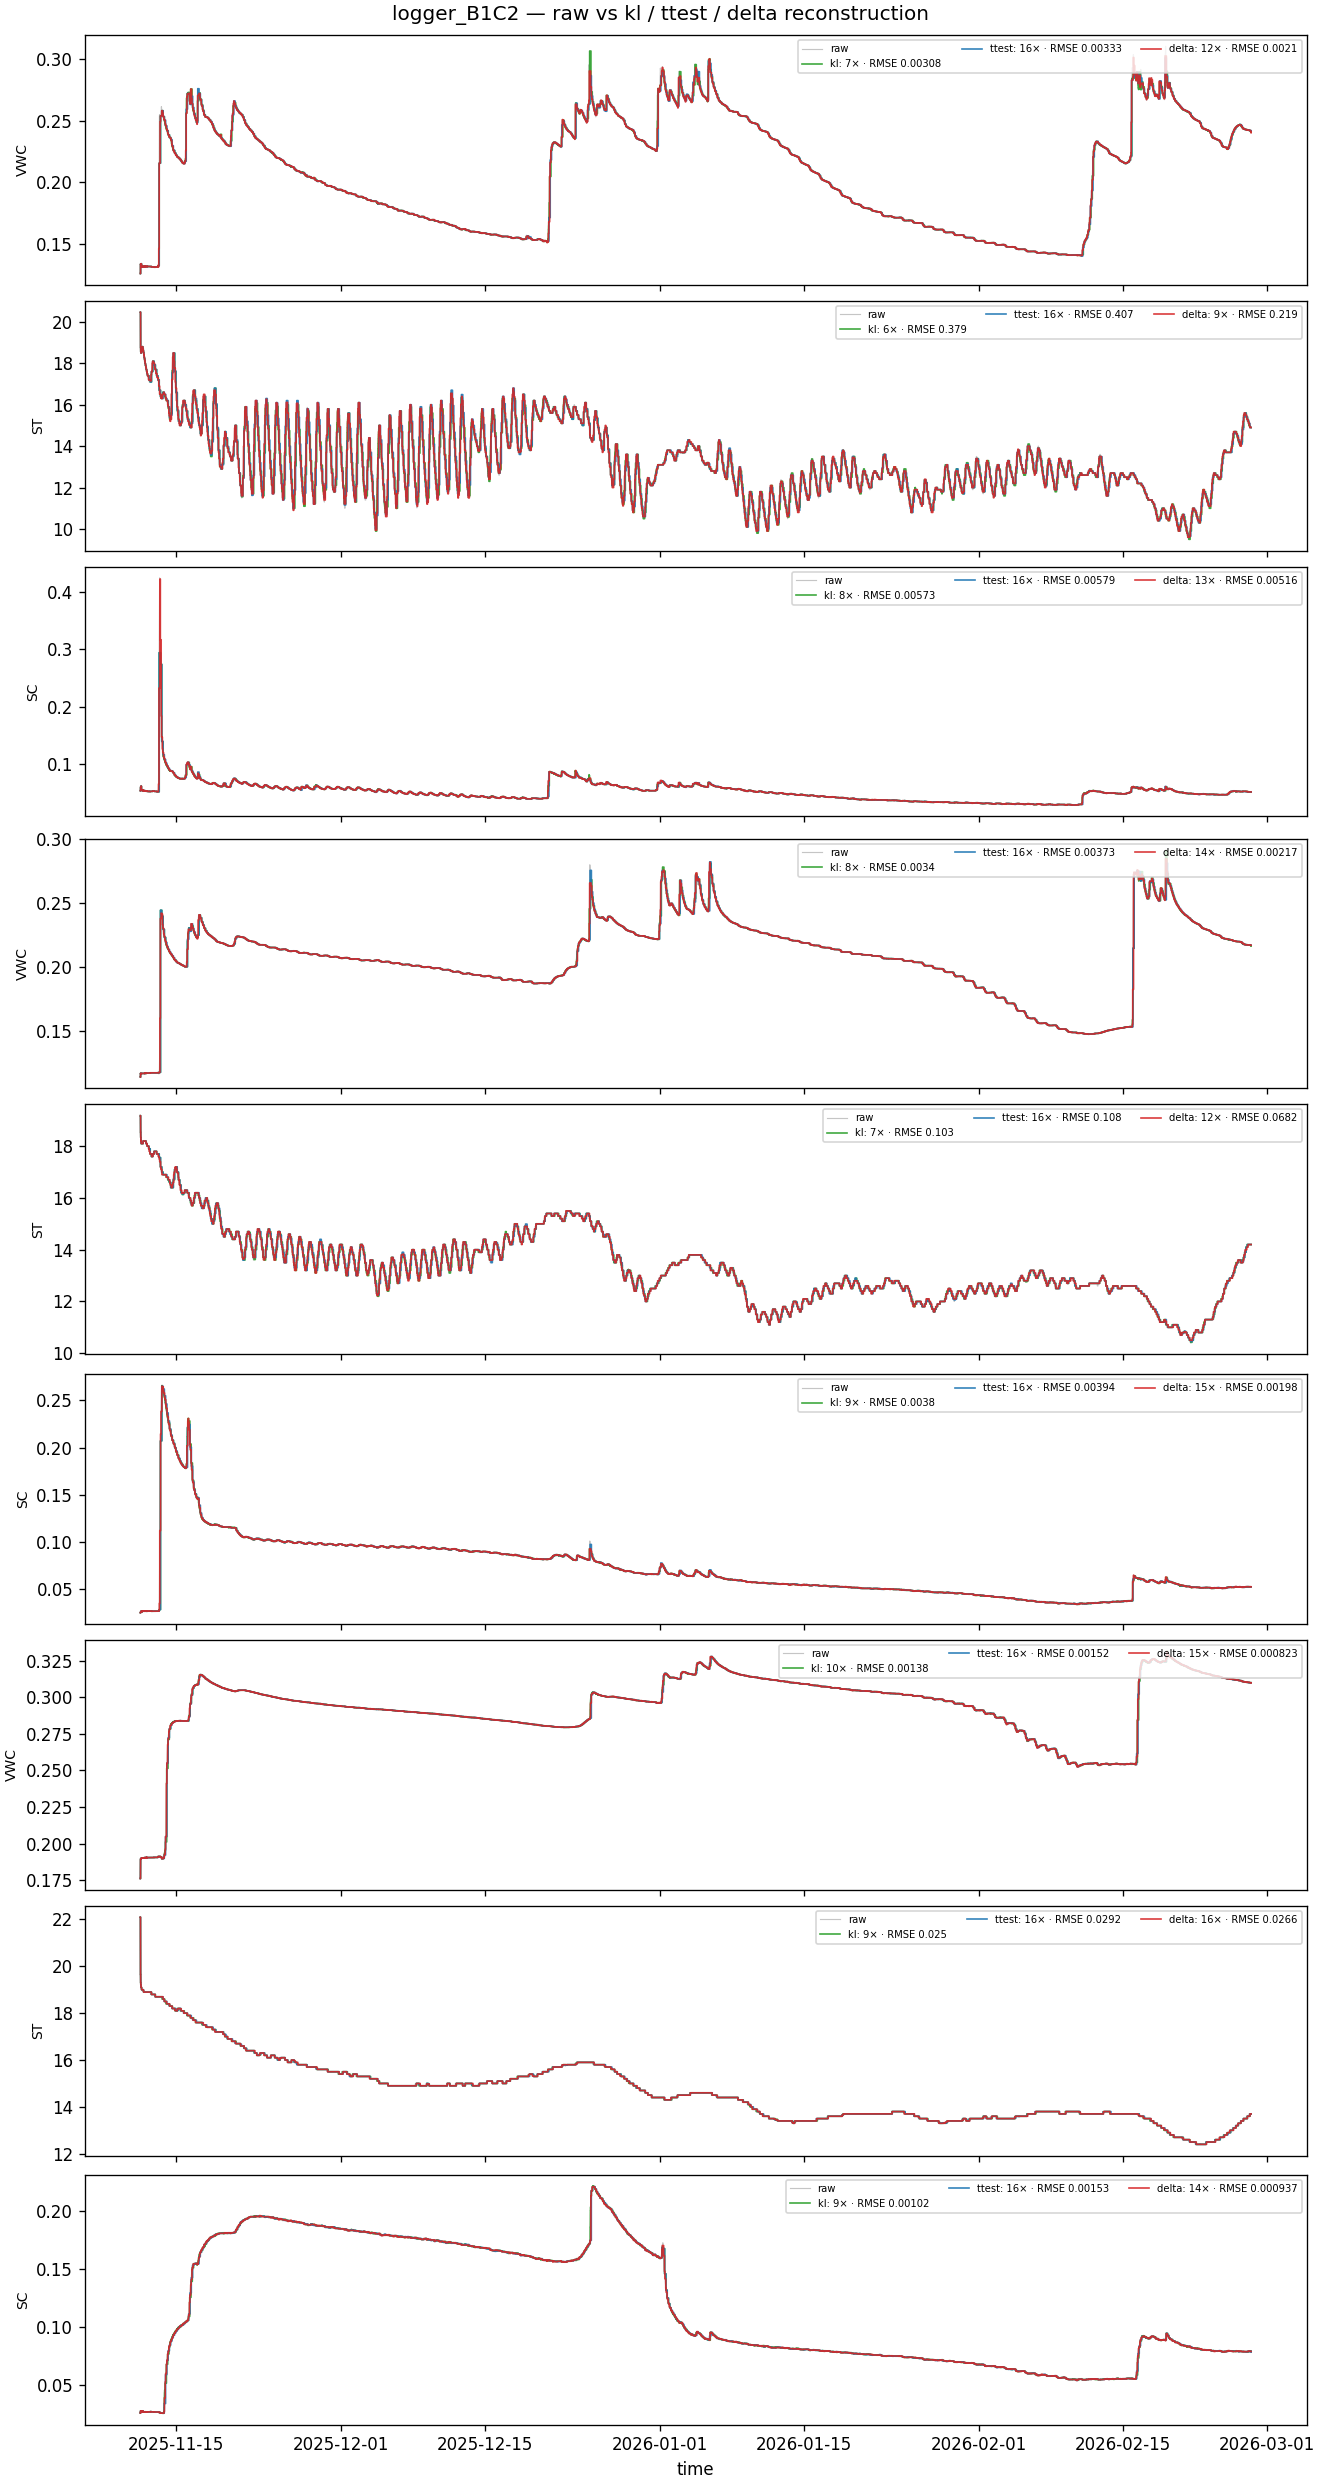 logger_B1C2 — raw vs kl / ttest / delta reconstruction
raw
kl: 7× · RMSE 0.00308
ttest: 16× · RMSE 0.00333
delta: 12× · RMSE 0.0021
0.30
0.25
0.20
0.15
VWC
raw
kl: 6× · RMSE 0.379
ttest: 16× · RMSE 0.407
delta: 9× · RMSE 0.219
20
18
16
14
12
10
ST
raw
kl: 8× · RMSE 0.00573
ttest: 16× · RMSE 0.00579
delta: 13× · RMSE 0.00516
0.4
0.3
0.2
0.1
SC
raw
kl: 8× · RMSE 0.0034
ttest: 16× · RMSE 0.00373
delta: 14× · RMSE 0.00217
0.30
0.25
0.20
0.15
VWC
raw
kl: 7× · RMSE 0.103
ttest: 16× · RMSE 0.108
delta: 12× · RMSE 0.0682
18
16
14
12
10
ST
raw
kl: 9× · RMSE 0.0038
ttest: 16× · RMSE 0.00394
delta: 15× · RMSE 0.00198
0.25
0.20
0.15
0.10
0.05
SC
raw
kl: 10× · RMSE 0.00138
ttest: 16× · RMSE 0.00152
delta: 15× · RMSE 0.000823
0.325
0.300
0.275
0.250
0.225
0.200
0.175
VWC
raw
kl: 9× · RMSE 0.025
ttest: 16× · RMSE 0.0292
delta: 16× · RMSE 0.0266
22
20
18
16
14
12
ST
raw
kl: 9× · RMSE 0.00102
ttest: 16× · RMSE 0.00153
delta: 14× · RMSE 0.000937
0.20
0.15
0.10
0.05
SC
2025-11-15 2025-12-01 2025-12-15 2026-01-01 2026-01-15 2026-02-01 2026-02-15 2026-03-01
time